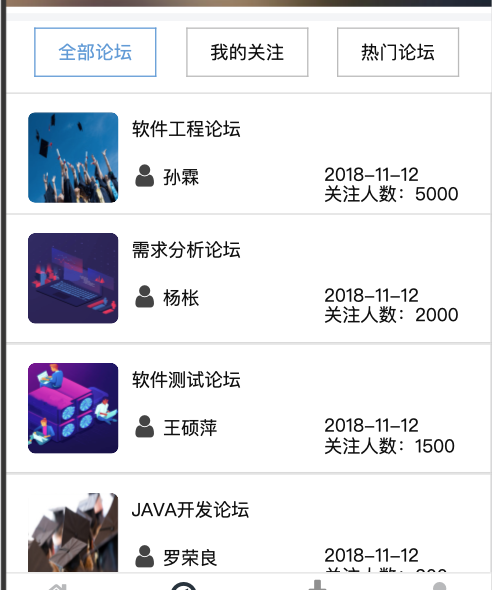 全部论坛 我的关注 热门论坛
软件工程论坛
孙霖 2018-11-12
关注人数：5000
需求分析论坛
杨枨 2018-11-12
关注人数：2000
软件测试论坛
王硕萍 2018-11-12
关注人数：1500
JAVA开发论坛
罗荣良 2018-11-12